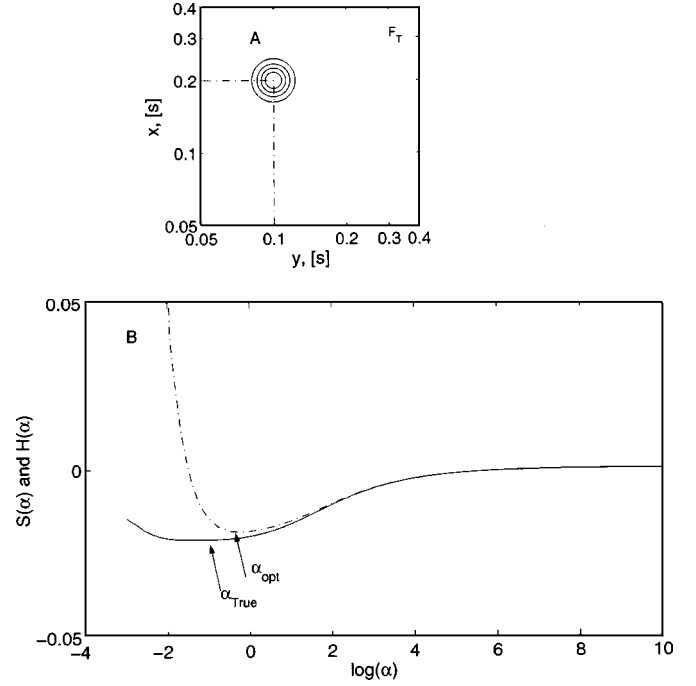 0.4
A
F_T
0.3
0.2
x, [s]
0.1
0.05
0.05 0.1 0.2 0.3 0.4
y, [s]
0.05
B
S(α) and H(α)
0
α_opt
α_True
−0.05
−4 −2 0 2 4 6 8 10
log(α)